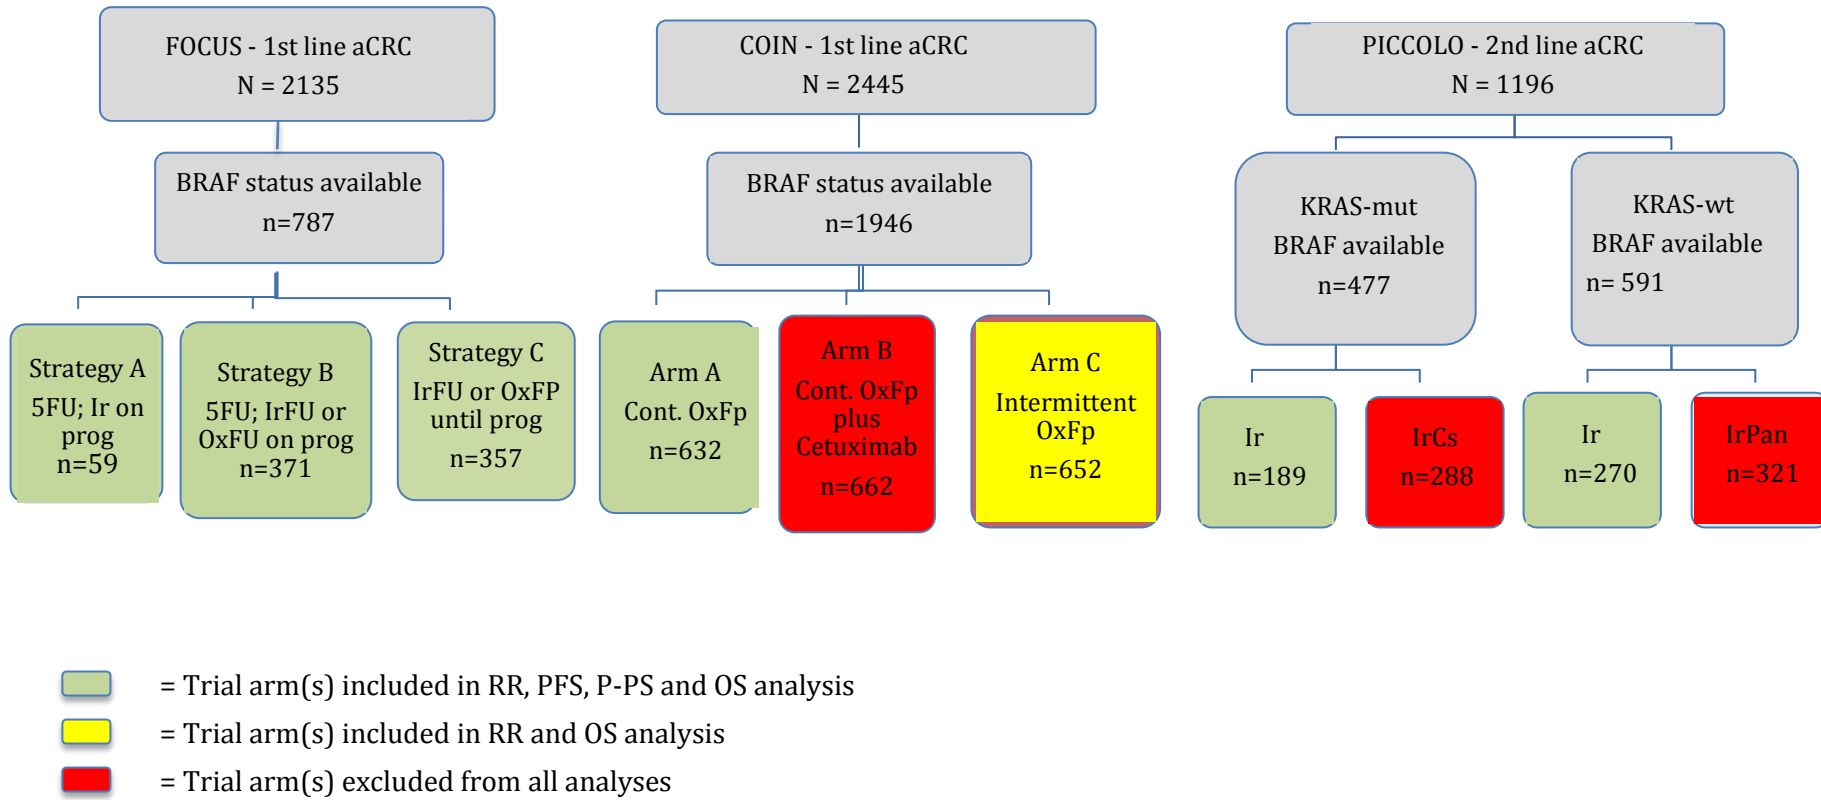 FOCUS - 1st line aCRC
N = 2135
BRAF status available
n=787
Strategy A
5FU; Ir on
prog
n=59
Strategy B
5FU; IrFU or
OxFU on prog
n=371
Strategy C
IrFU or OxFP
until prog
n=357
COIN - 1st line aCRC
N = 2445
BRAF status available
n=1946
Arm A
Cont. OxFp
n=632
Arm B
Cont. OxFp
plus
Cetuximab
n=662
Arm C
Intermittent
OxFp
n=652
PICCOLO - 2nd line aCRC
N = 1196
KRAS-mut
BRAF available
n=477
KRAS-wt
BRAF available
n= 591
Ir
n=189
IrCs
n=288
Ir
n=270
IrPan
n=321
= Trial arm(s) included in RR, PFS, P-PS and OS analysis
= Trial arm(s) included in RR and OS analysis
= Trial arm(s) excluded from all analyses